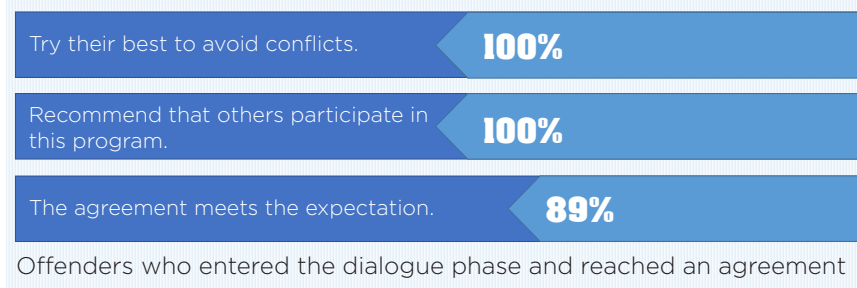 Try their best to avoid conflicts.
100%
Recommend that others participate in
this program.
100%
The agreement meets the expectation.
89%
Offenders who entered the dialogue phase and reached an agreement